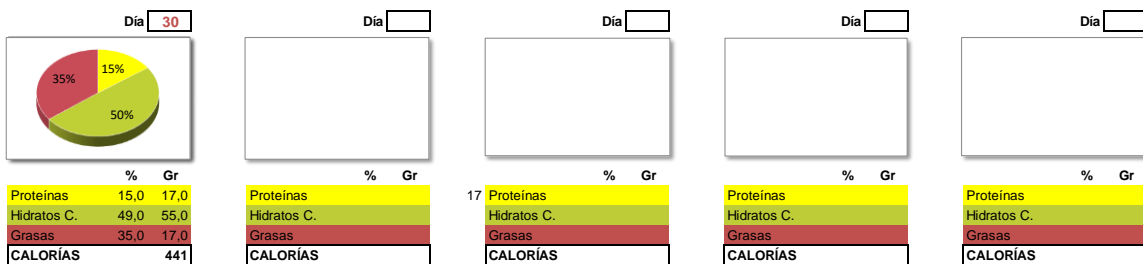 Día 30 Día Día Día Día
15%
35%
50%
% Gr % Gr % Gr % Gr % Gr
Proteínas 15,0 17,0 Proteínas 17 Proteínas Proteínas Proteínas
Hidratos C. 49,0 55,0 Hidratos C. Hidratos C. Hidratos C. Hidratos C.
Grasas 35,0 17,0 Grasas Grasas Grasas Grasas
CALORÍAS 441 CALORÍAS CALORÍAS CALORÍAS CALORÍAS